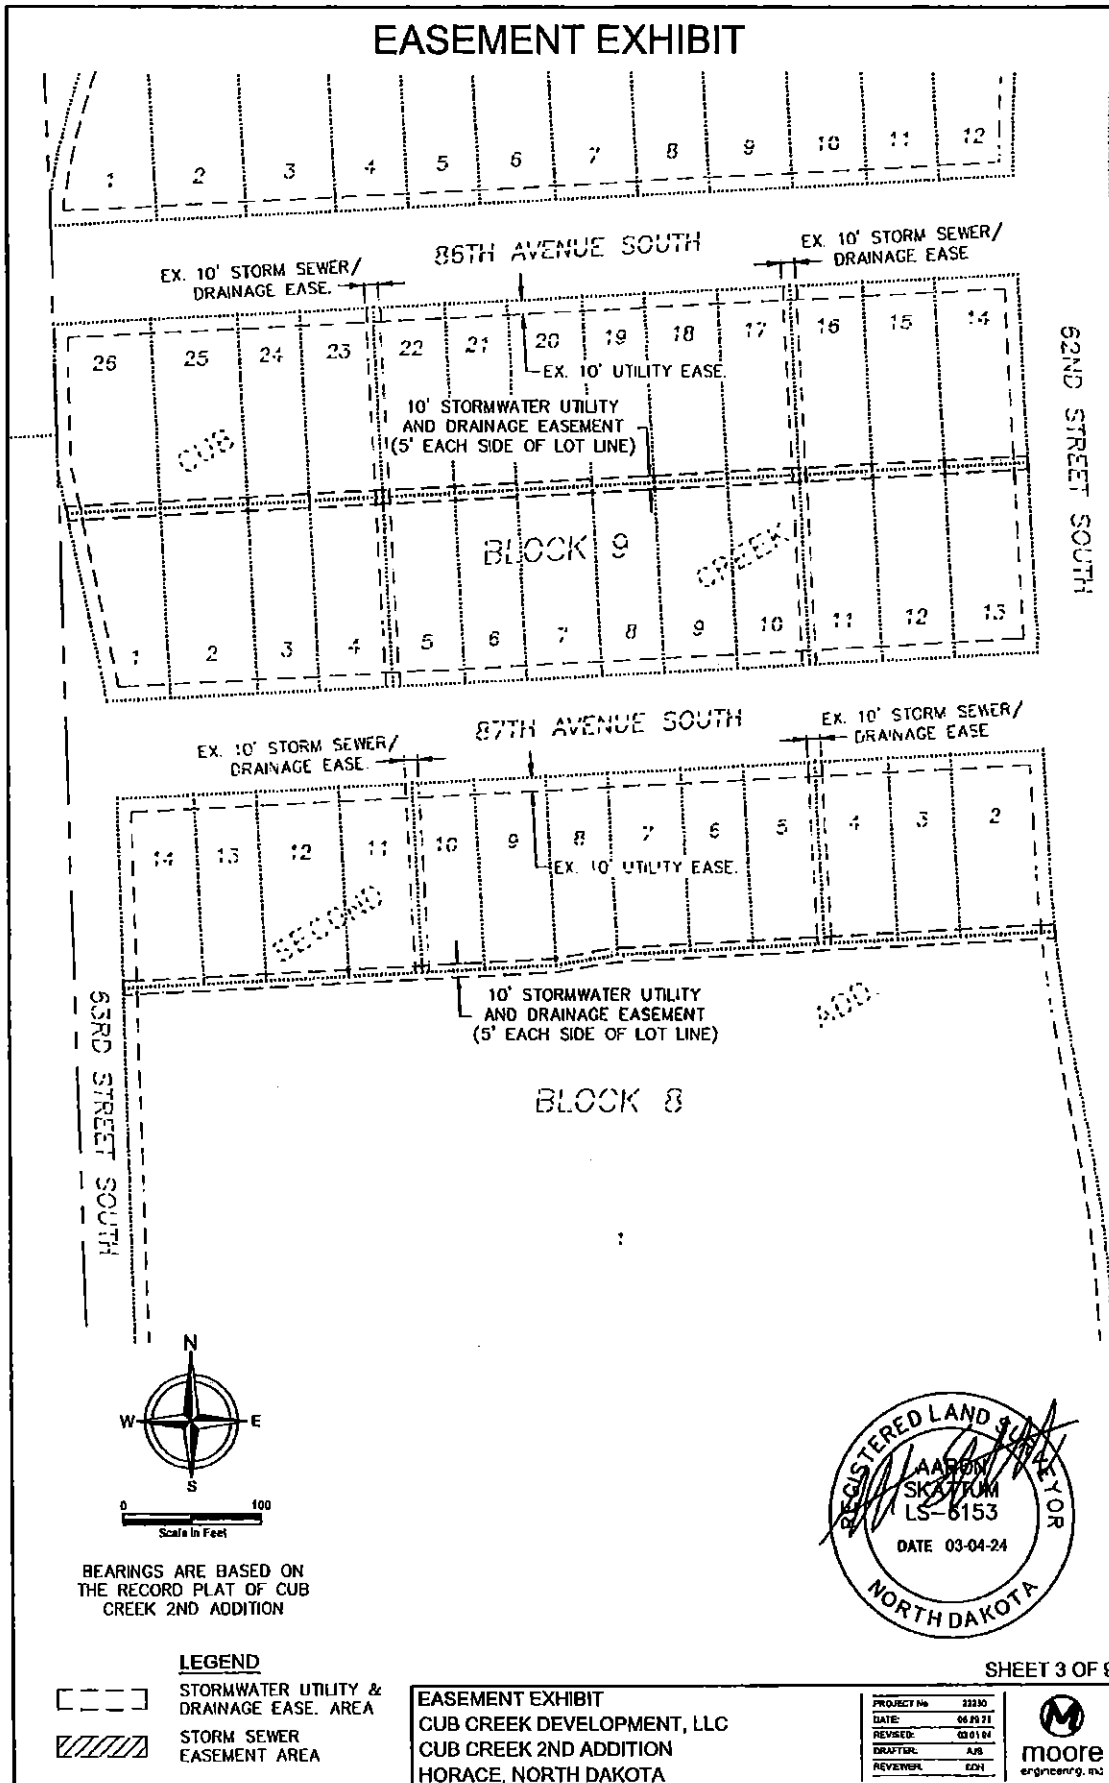 EASEMENT EXHIBIT
1 2 3 4 5 6 7 8 9 10 11 12
86TH AVENUE SOUTH
EX. 10' STORM SEWER/
DRAINAGE EASE.
EX. 10' STORM SEWER/
DRAINAGE EASE
26 25 24 23 22 21 20 19 18 17 16 15 14
EX. 10' UTILITY EASE.
10' STORMWATER UTILITY
AND DRAINAGE EASEMENT
(5' EACH SIDE OF LOT LINE)
62ND STREET SOUTH
CUB
BLOCK 9
CREEK
1 2 3 4 5 6 7 8 9 10 11 12 13
87TH AVENUE SOUTH
EX. 10' STORM SEWER/
DRAINAGE EASE.
EX. 10' STORM SEWER/
DRAINAGE EASE
14 13 12 11 10 9 8 7 6 5 4 3 2
EX. 10' UTILITY EASE.
SECOND
10' STORMWATER UTILITY
AND DRAINAGE EASEMENT
(5' EACH SIDE OF LOT LINE)
ADD.
63RD STREET SOUTH
BLOCK 8
1
N
W E
S
0 100
Scale In Feet
BEARINGS ARE BASED ON
THE RECORD PLAT OF CUB
CREEK 2ND ADDITION
REGISTERED LAND SURVEYOR
AARON
SKATTUM
LS-6153
DATE 03-04-24
NORTH DAKOTA
LEGEND
STORMWATER UTILITY &
DRAINAGE EASE. AREA
STORM SEWER
EASEMENT AREA
SHEET 3 OF 9
EASEMENT EXHIBIT
CUB CREEK DEVELOPMENT, LLC
CUB CREEK 2ND ADDITION
HORACE, NORTH DAKOTA
PROJECT No
DATE:
REVISED:
DRAFTER: AJS
REVIEWER:
moore
engineering, inc